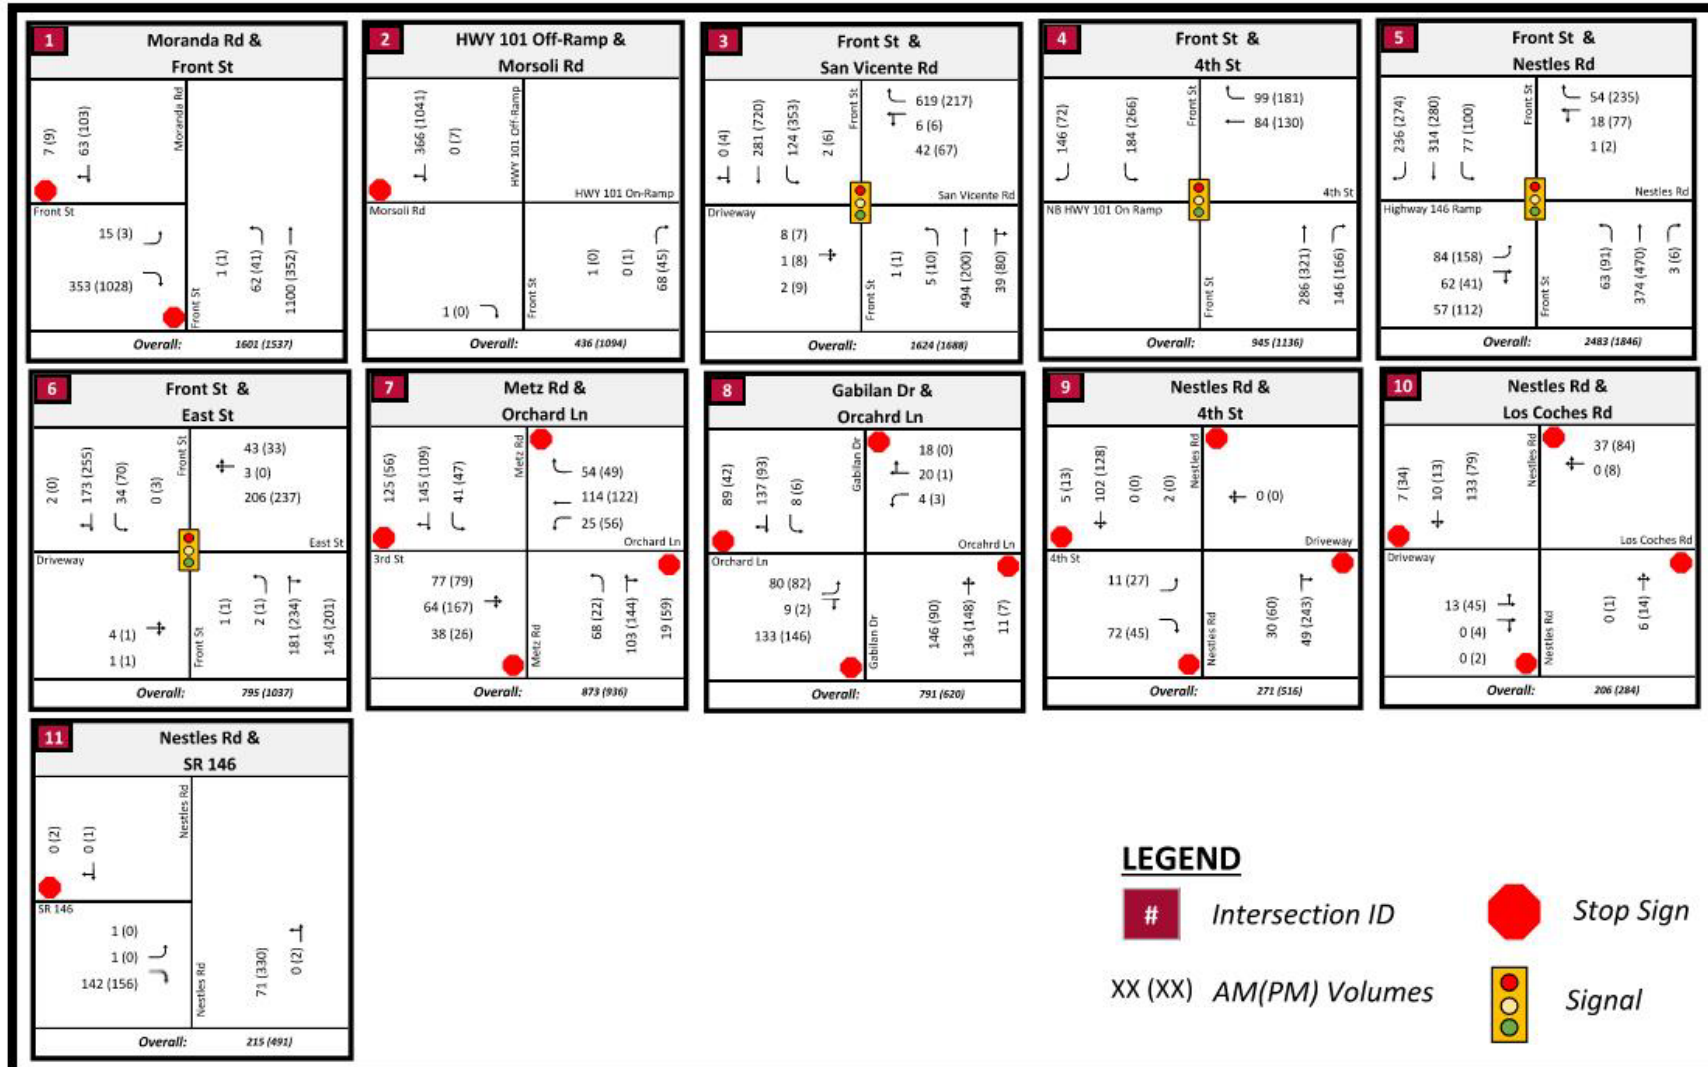 1
Moranda Rd &
Front St
7 (9)
63 (103)
Moranda Rd
Front St
15 (3)
353 (1028)
Front St
1 (1)
62 (41)
1100 (352)
Overall: 1601 (1537)
2
HWY 101 Off-Ramp &
Morsoli Rd
366 (1041)
0 (7)
HWY 101 Off-Ramp
HWY 101 On-Ramp
Morsoli Rd
1 (0)
Front St
1 (0)
0 (1)
68 (45)
Overall: 436 (1094)
3
Front St &
San Vicente Rd
0 (4)
281 (720)
124 (353)
2 (6)
Front St
619 (217)
6 (6)
42 (67)
San Vicente Rd
Driveway
8 (7)
1 (8)
2 (9)
Front St
1 (1)
5 (10)
494 (200)
39 (80)
Overall: 1624 (1688)
4
Front St &
4th St
146 (72)
184 (266)
Front St
99 (181)
84 (130)
4th St
NB HWY 101 On Ramp
Front St
286 (321)
146 (166)
Overall: 945 (1136)
5
Front St &
Nestles Rd
236 (274)
314 (280)
77 (100)
Front St
54 (235)
18 (77)
1 (2)
Nestles Rd
Highway 146 Ramp
84 (158)
62 (41)
57 (112)
Front St
63 (91)
374 (470)
3 (6)
Overall: 2483 (1846)
6
Front St &
East St
2 (0)
173 (255)
34 (70)
0 (3)
Front St
43 (33)
3 (0)
206 (237)
East St
Driveway
4 (1)
1 (1)
Front St
1 (1)
2 (1)
181 (234)
145 (201)
Overall: 795 (1037)
7
Metz Rd &
Orchard Ln
125 (56)
145 (109)
41 (47)
Metz Rd
54 (49)
114 (122)
25 (56)
Orchard Ln
3rd St
77 (79)
64 (167)
38 (26)
Metz Rd
68 (22)
103 (144)
19 (59)
Overall: 873 (936)
8
Gabilan Dr &
Orcahrd Ln
89 (42)
137 (93)
8 (6)
Gabilan Dr
18 (0)
20 (1)
4 (3)
Orcahrd Ln
Orchard Ln
80 (82)
9 (2)
133 (146)
Gabilan Dr
146 (90)
136 (148)
11 (7)
Overall: 791 (620)
9
Nestles Rd &
4th St
5 (13)
102 (128)
0 (0)
2 (0)
Nestles Rd
0 (0)
Driveway
4th St
11 (27)
72 (45)
Nestles Rd
30 (60)
49 (243)
Overall: 271 (516)
10
Nestles Rd &
Los Coches Rd
7 (34)
10 (13)
133 (79)
Nestles Rd
37 (84)
0 (8)
Los Coches Rd
Driveway
13 (45)
0 (4)
0 (2)
Nestles Rd
0 (1)
6 (14)
Overall: 206 (284)
11
Nestles Rd &
SR 146
0 (2)
0 (1)
Nestles Rd
SR 146
1 (0)
1 (0)
142 (156)
Nestles Rd
71 (330)
0 (2)
Overall: 215 (491)
LEGEND
# Intersection ID
Stop Sign
XX (XX) AM(PM) Volumes
Signal